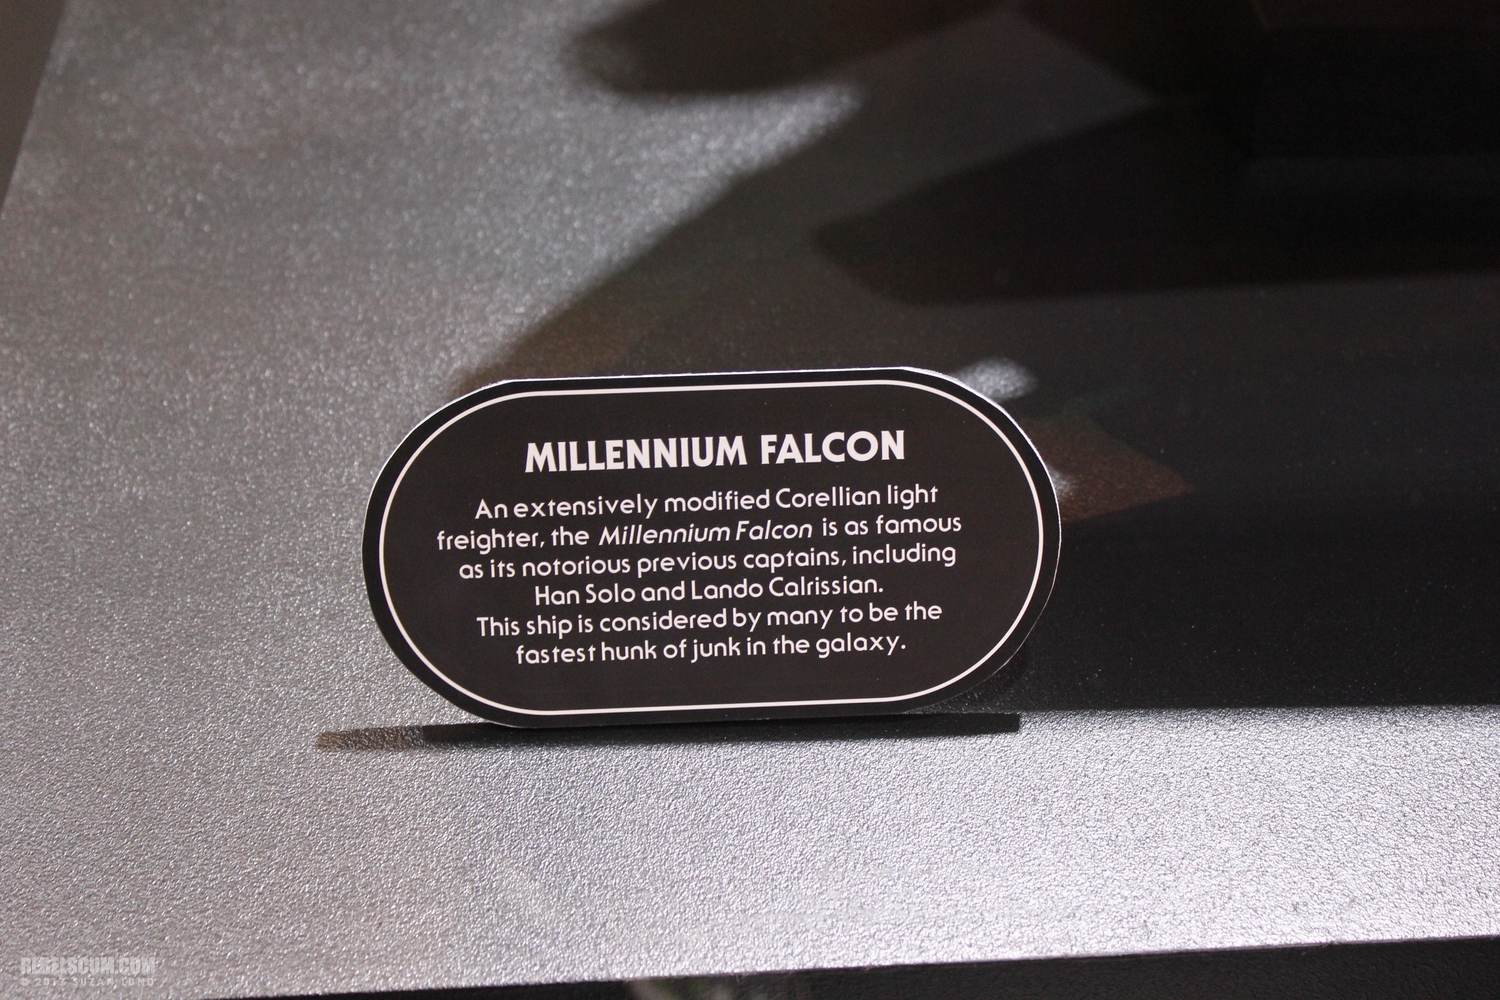 MILLENNIUM FALCON
An extensively modified Corellian light
freighter, the Millennium Falcon is as famous
as its notorious previous captains, including
Han Solo and Lando Calrissian.
This ship is considered by many to be the
fastest hunk of junk in the galaxy.
REBELSCUM.COM